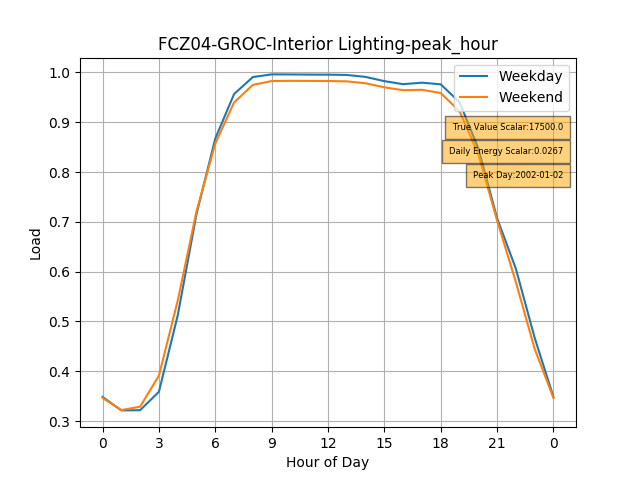 FCZ04-GROC-Interior Lighting-peak_hour
Load
1.0
0.9
0.8
0.7
0.6
0.5
0.4
0.3
Weekday
Weekend
True Value Scalar:17500.0
Daily Energy Scalar:0.0267
Peak Day:2002-01-02
0 3 6 9 12 15 18 21 0
Hour of Day